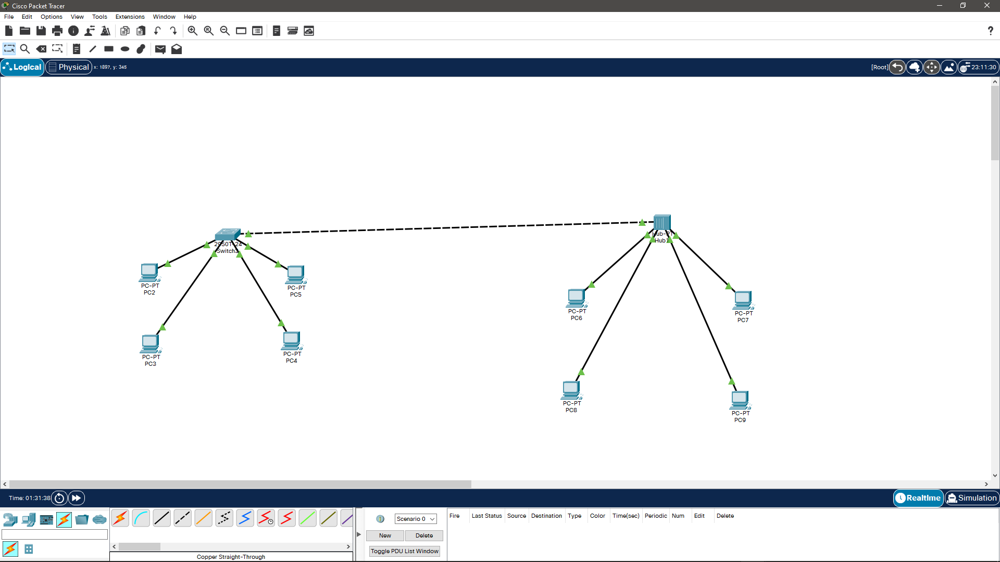 Cisco Packet Tracer
File Edit Options View Tools Extensions Window Help
Logical Physical x: 1897, y: 345 [Root] 23:11:30
2950T-24
Switch3
Hub-PT
Hub1
PC-PT
PC2
PC-PT
PC5
PC-PT
PC6
PC-PT
PC7
PC-PT
PC3
PC-PT
PC4
PC-PT
PC8
PC-PT
PC9
Time: 01:31:38 Realtime Simulation
Scenario 0
Fire Last Status Source Destination Type Color Time(sec) Periodic Num Edit Delete
New Delete
Toggle PDU List Window
Copper Straight-Through